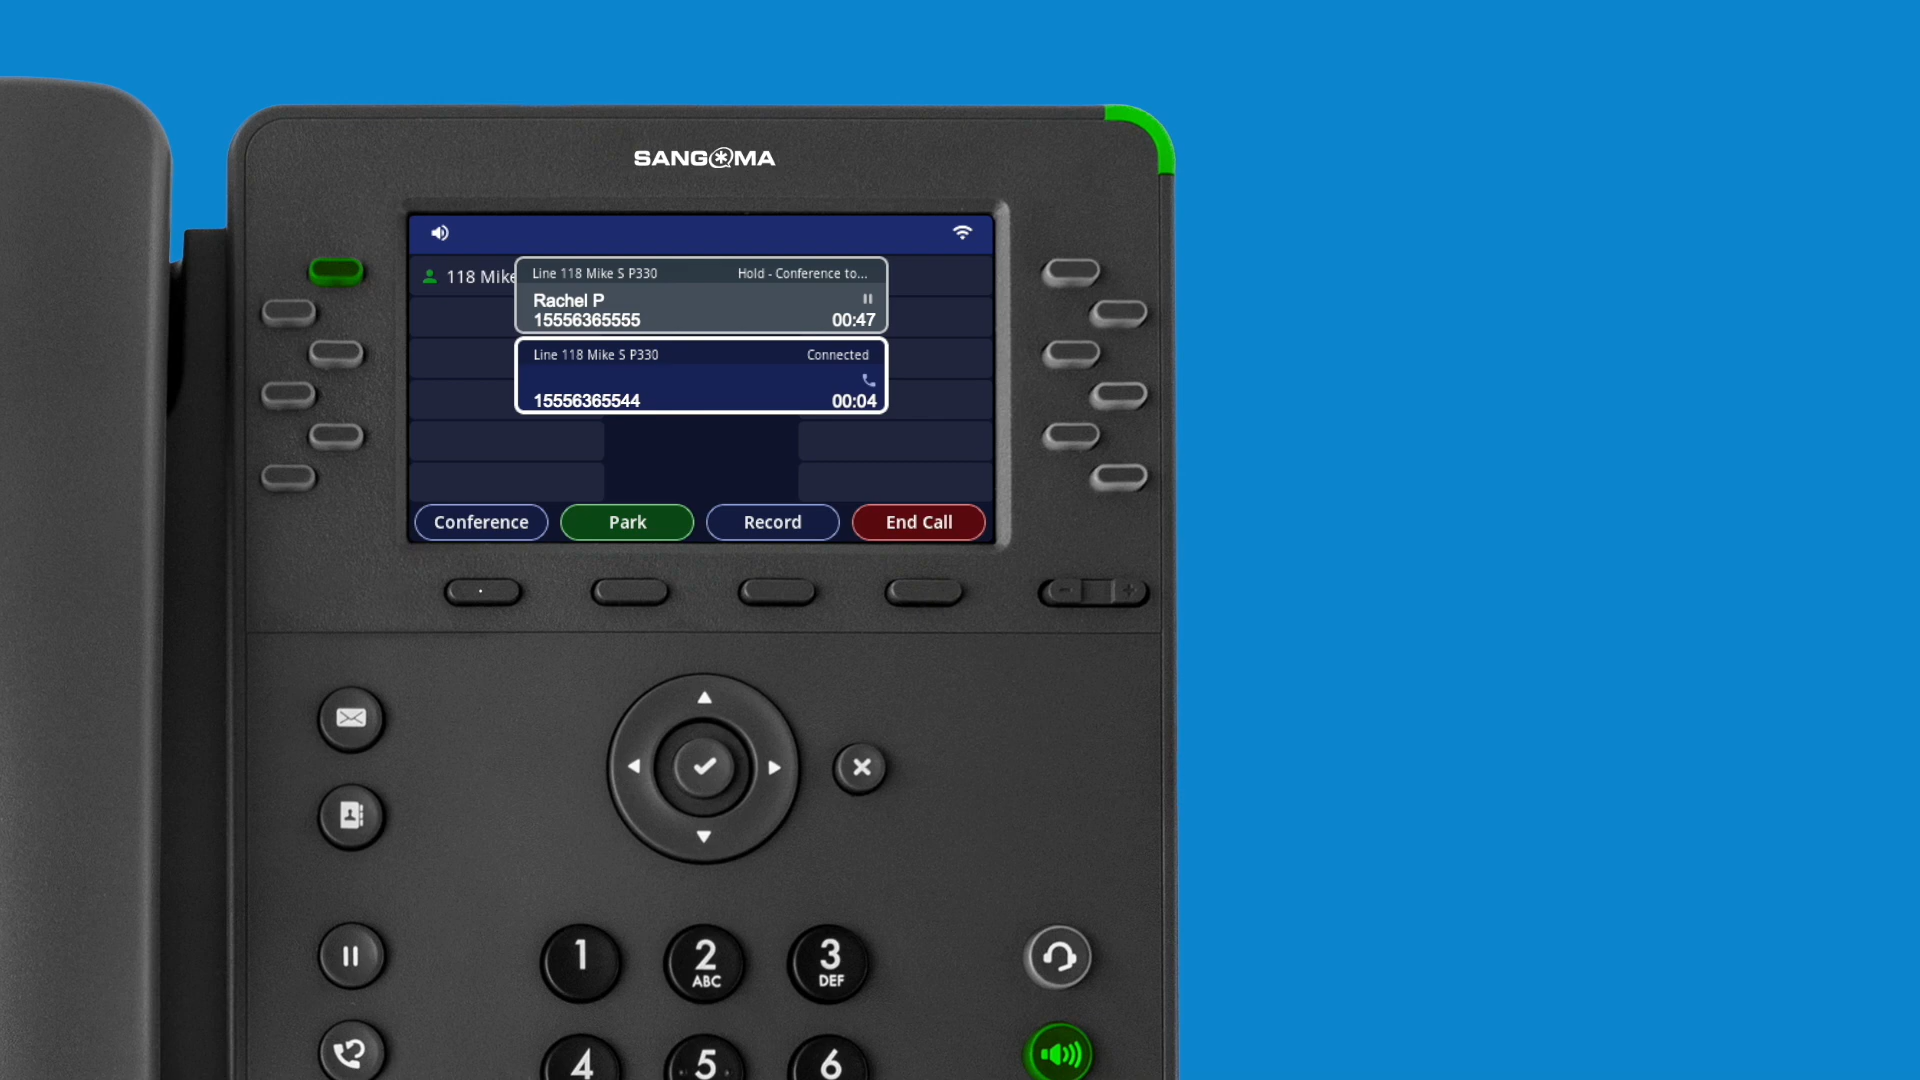 SANGOMA
118 Mike
Line 118 Mike S P330 Hold - Conference to...
Rachel P
15556365555 00:47
Line 118 Mike S P330 Connected
15556365544 00:04
Conference Park Record End Call
- +
1 2 3
ABC DEF
4 5 6